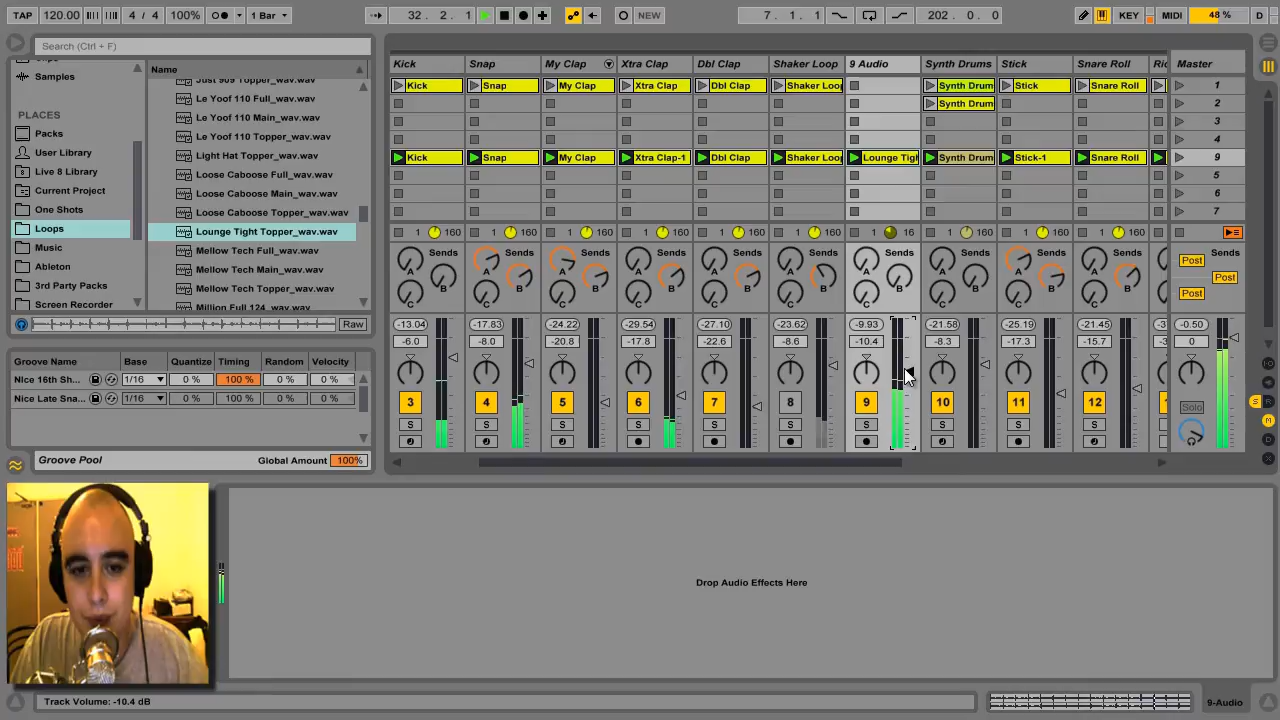 TAP 120.00 4 / 4 100% 1 Bar 32. 2. 1 NEW 7. 1. 1 202. 0. 0 KEY MIDI 48 % D
Search (Ctrl + F)
Samples
PLACES
Packs
User Library
Live 8 Library
Current Project
One Shots
Loops
Music
Ableton
3rd Party Packs
Screen Recorder
Name
Just 909 Topper_wav.wav
Le Yoof 110 Full_wav.wav
Le Yoof 110 Main_wav.wav
Le Yoof 110 Topper_wav.wav
Light Hat Topper_wav.wav
Loose Caboose Full_wav.wav
Loose Caboose Main_wav.wav
Loose Caboose Topper_wav.wav
Lounge Tight Topper_wav.wav
Mellow Tech Full_wav.wav
Mellow Tech Main_wav.wav
Mellow Tech Topper_wav.wav
Million Full 124_wav.wav
Raw
Groove Name Base Quantize Timing Random Velocity
Nice 16th Sh... 1/16 0 % 100 % 0 % 0 %
Nice Late Sna... 1/16 0 % 100 % 0 % 0 %
Groove Pool Global Amount 100%
Kick Snap My Clap Xtra Clap Dbl Clap Shaker Loop 9 Audio Synth Drums Stick Snare Roll Ric Master
Kick Snap My Clap Xtra Clap Dbl Clap Shaker Loo Synth Drum Stick Snare Roll 1
Synth Drum 2
3
4
Kick Snap My Clap Xtra Clap-1 Dbl Clap Shaker Loo Lounge Tigh Synth Drum Stick-1 Snare Roll 9
5
6
7
1 160 1 160 1 160 1 160 1 160 1 160 1 16 1 160 1 160 1 160
Sends Sends Sends Sends Sends Sends Sends Sends Sends Sends Sends
A A A A A A A A A A Post
B B B B B B B B B B Post
C C C C C C C C C C Post
-13.04 -17.83 -24.22 -29.54 -27.10 -23.62 -9.93 -21.58 -25.19 -21.45 -3 -0.50
-6.0 -8.0 -20.8 -17.8 -22.6 -8.6 -10.4 -8.3 -17.3 -15.7 0
3 4 5 6 7 8 9 10 11 12 Solo
S S S S S S S S S S
S R
M
D
X
Drop Audio Effects Here
Track Volume: -10.4 dB
9-Audio